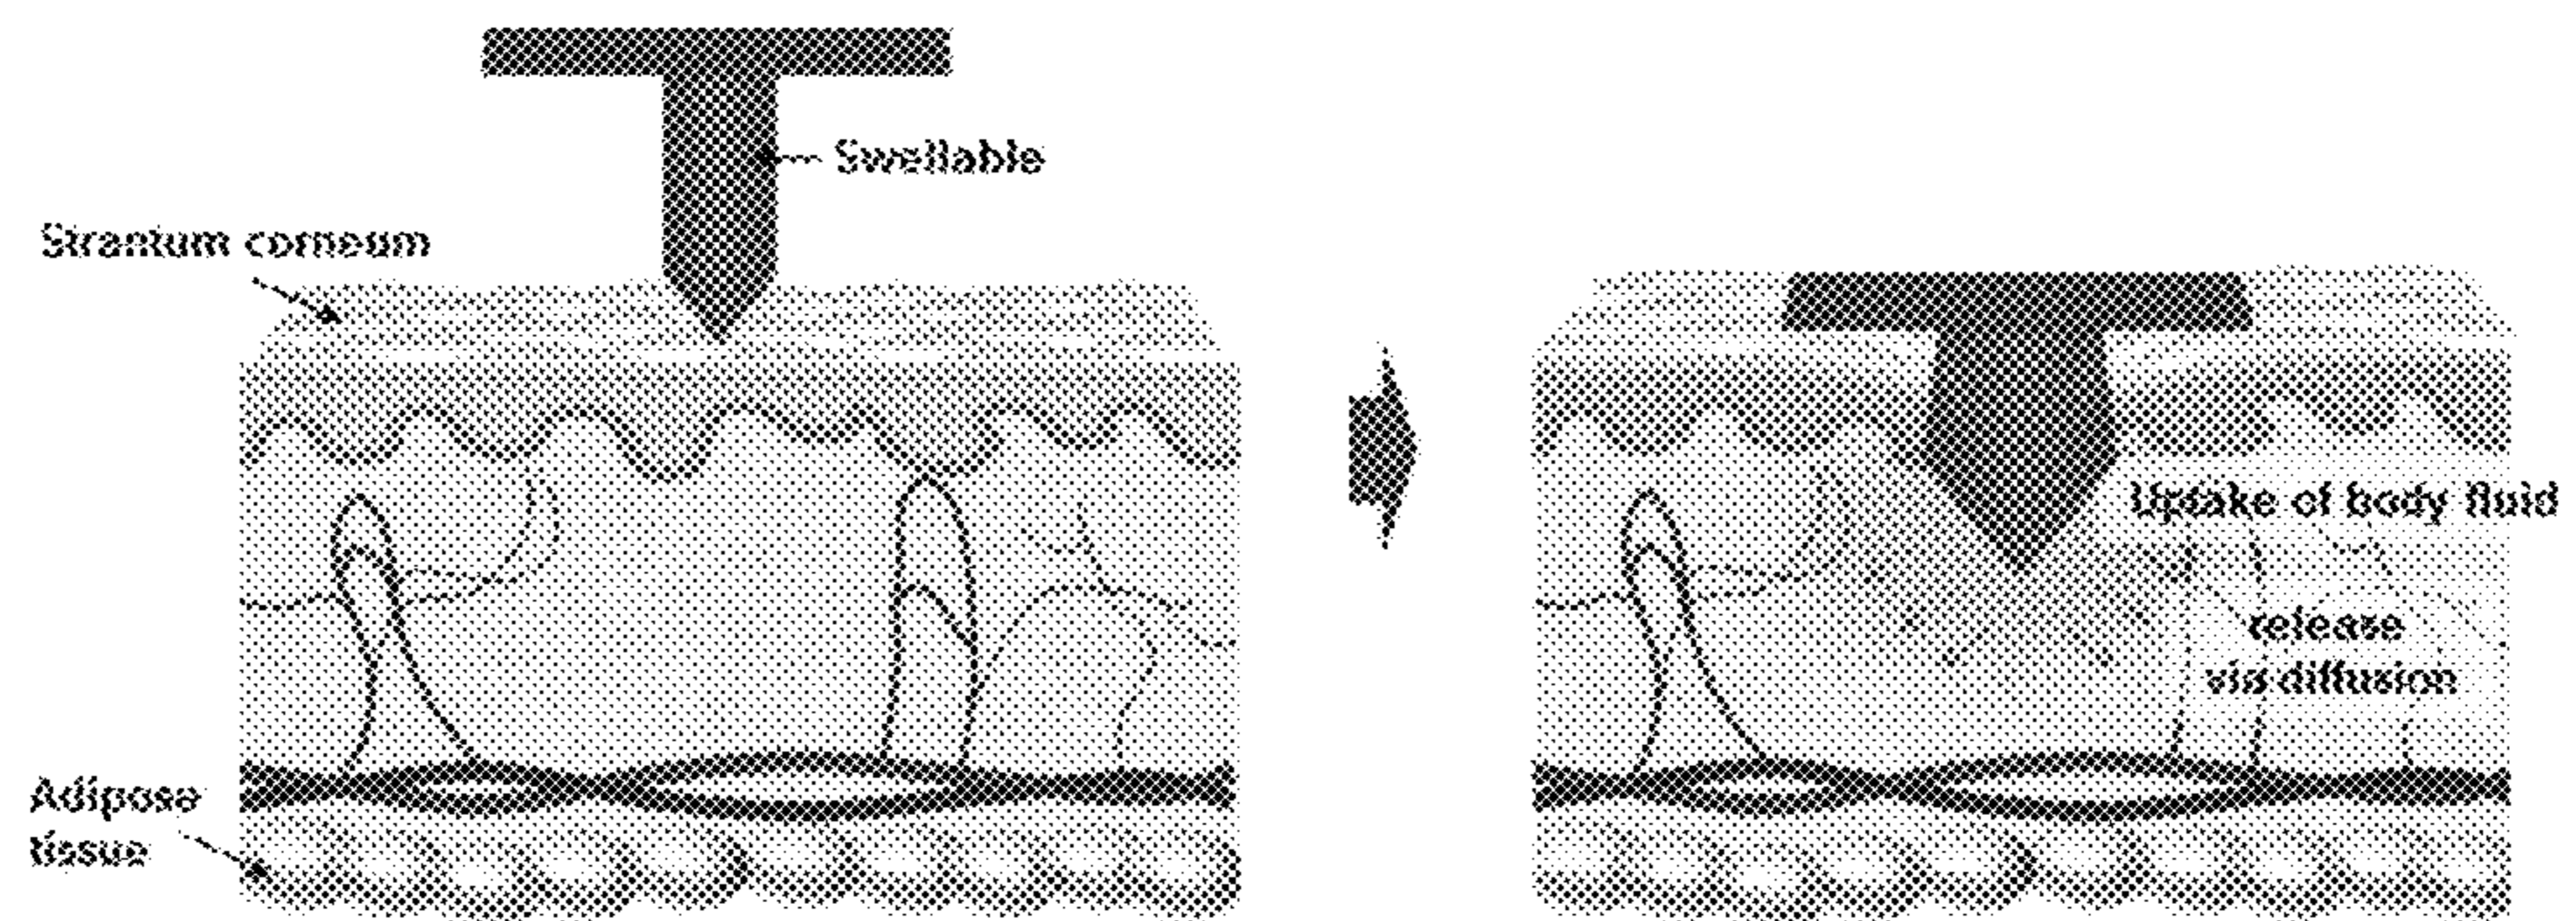 Swellable
Strantum corneum
Uptake of body fluid
release
via diffusion
Adipose
tissue